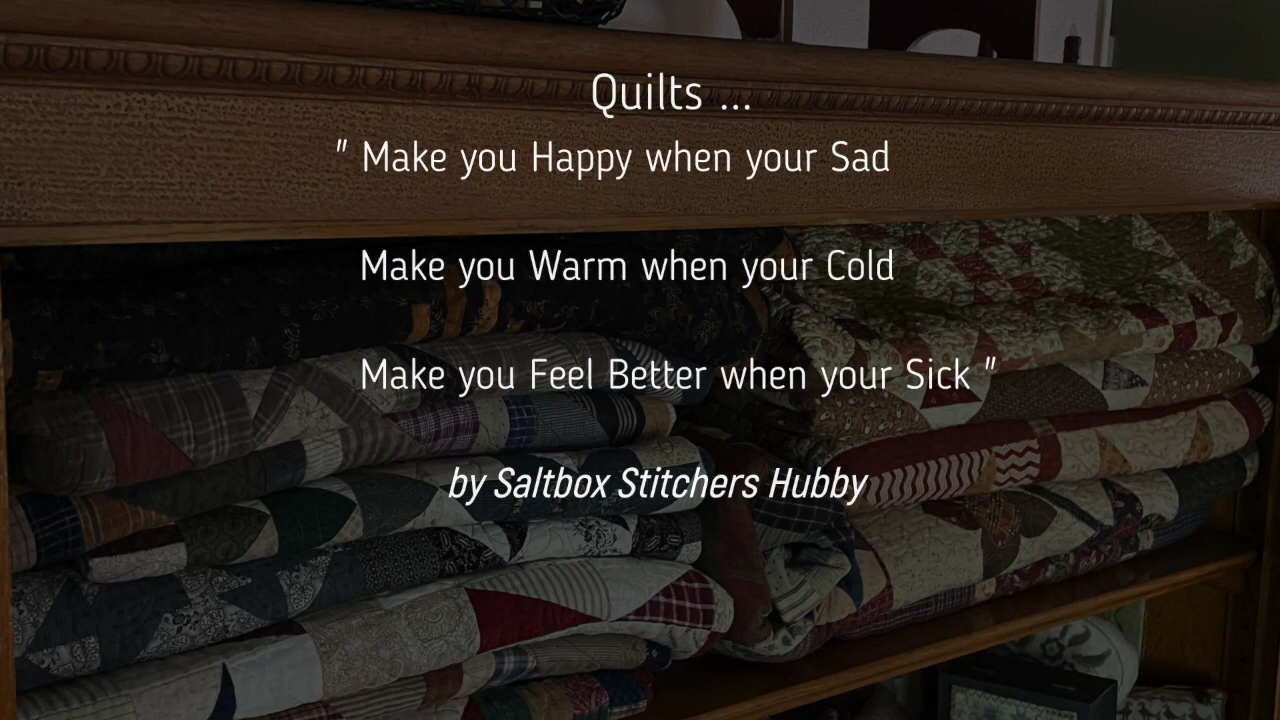 Quilts ...
" Make you Happy when your Sad
Make you Warm when your Cold
Make you Feel Better when your Sick "
by Saltbox Stitchers Hubby